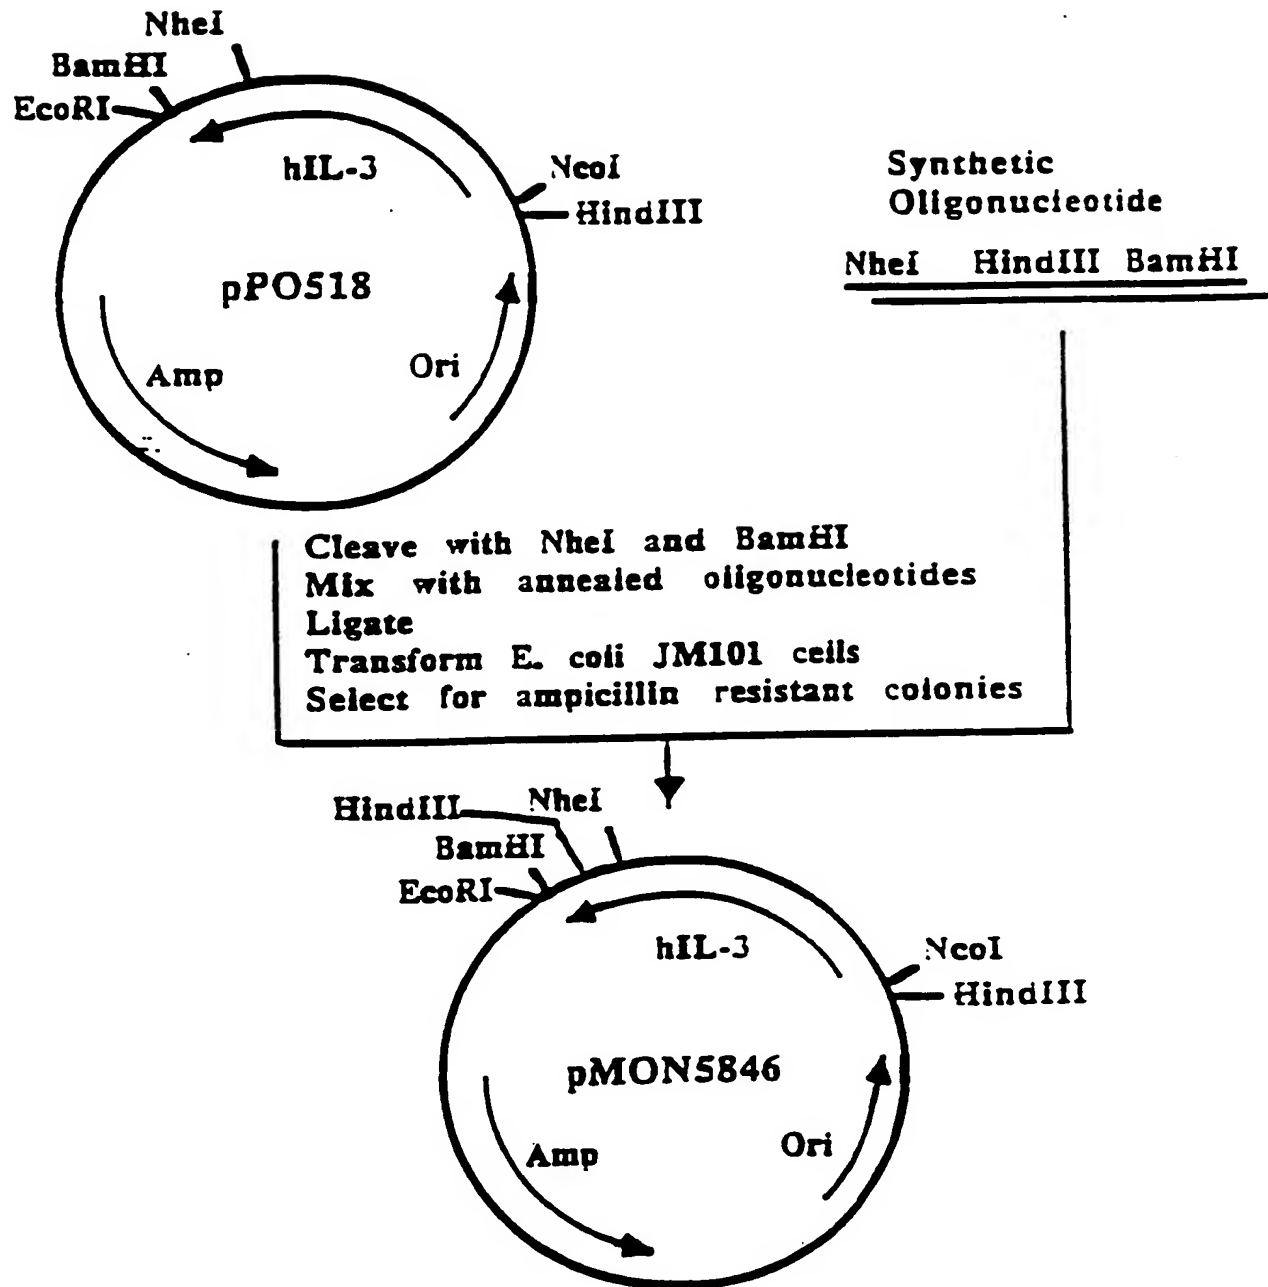 NheI
BamHI
EcoRI
hIL-3
NcoI
HindIII
pPO518
Amp
Ori
Synthetic
Oligonucleotide
NheI HindIII BamHI
Cleave with NheI and BamHI
Mix with annealed oligonucleotides
Ligate
Transform E. coli JM101 cells
Select for ampicillin resistant colonies
HindIII
NheI
BamHI
EcoRI
hIL-3
NcoI
HindIII
pMON5846
Amp
Ori